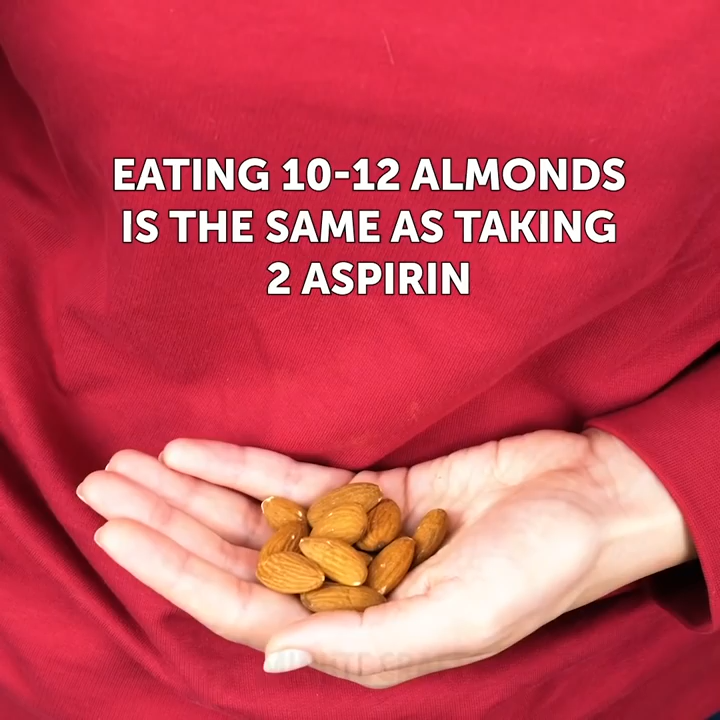 EATING 10-12 ALMONDS
IS THE SAME AS TAKING
2 ASPIRIN